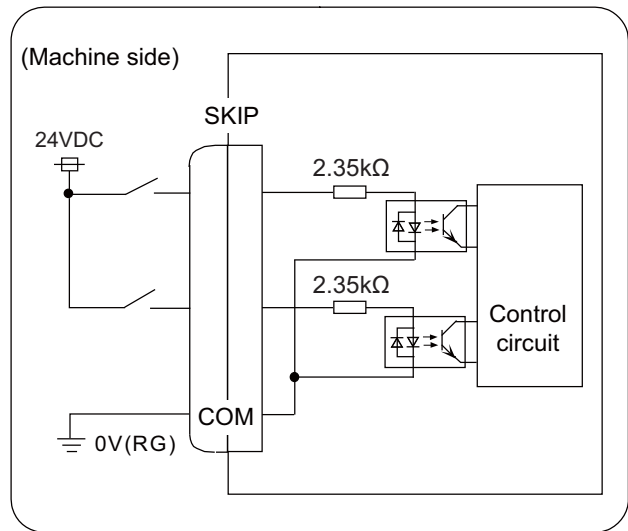 (Machine side)
SKIP
24VDC
2.35kΩ
2.35kΩ
Control
circuit
COM
0V(RG)